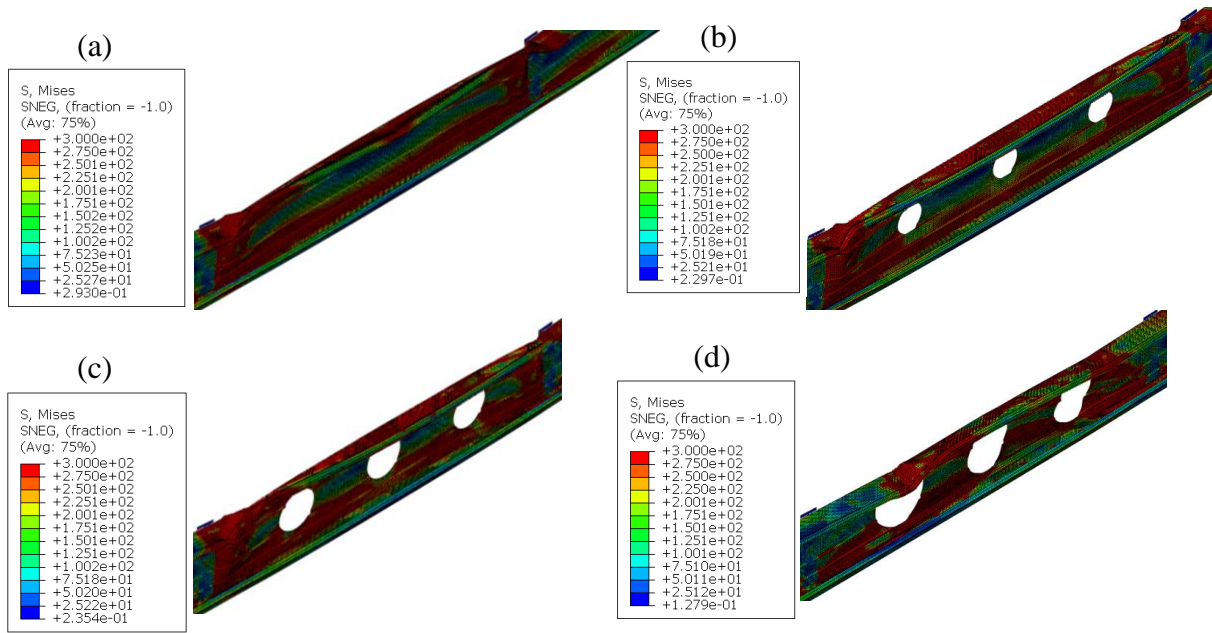 (a)
S, Mises
SNEG, (fraction = -1.0)
(Avg: 75%)
+3.000e+02
+2.750e+02
+2.501e+02
+2.251e+02
+2.001e+02
+1.751e+02
+1.502e+02
+1.252e+02
+1.002e+02
+7.523e+01
+5.025e+01
+2.527e+01
+2.930e-01
(b)
S, Mises
SNEG, (fraction = -1.0)
(Avg: 75%)
+3.000e+02
+2.750e+02
+2.500e+02
+2.251e+02
+2.001e+02
+1.751e+02
+1.501e+02
+1.251e+02
+1.002e+02
+7.518e+01
+5.019e+01
+2.521e+01
+2.297e-01
(c)
S, Mises
SNEG, (fraction = -1.0)
(Avg: 75%)
+3.000e+02
+2.750e+02
+2.501e+02
+2.251e+02
+2.001e+02
+1.751e+02
+1.501e+02
+1.251e+02
+1.002e+02
+7.518e+01
+5.020e+01
+2.522e+01
+2.354e-01
(d)
S, Mises
SNEG, (fraction = -1.0)
(Avg: 75%)
+3.000e+02
+2.750e+02
+2.500e+02
+2.250e+02
+2.001e+02
+1.751e+02
+1.501e+02
+1.251e+02
+1.001e+02
+7.510e+01
+5.011e+01
+2.512e+01
+1.279e-01